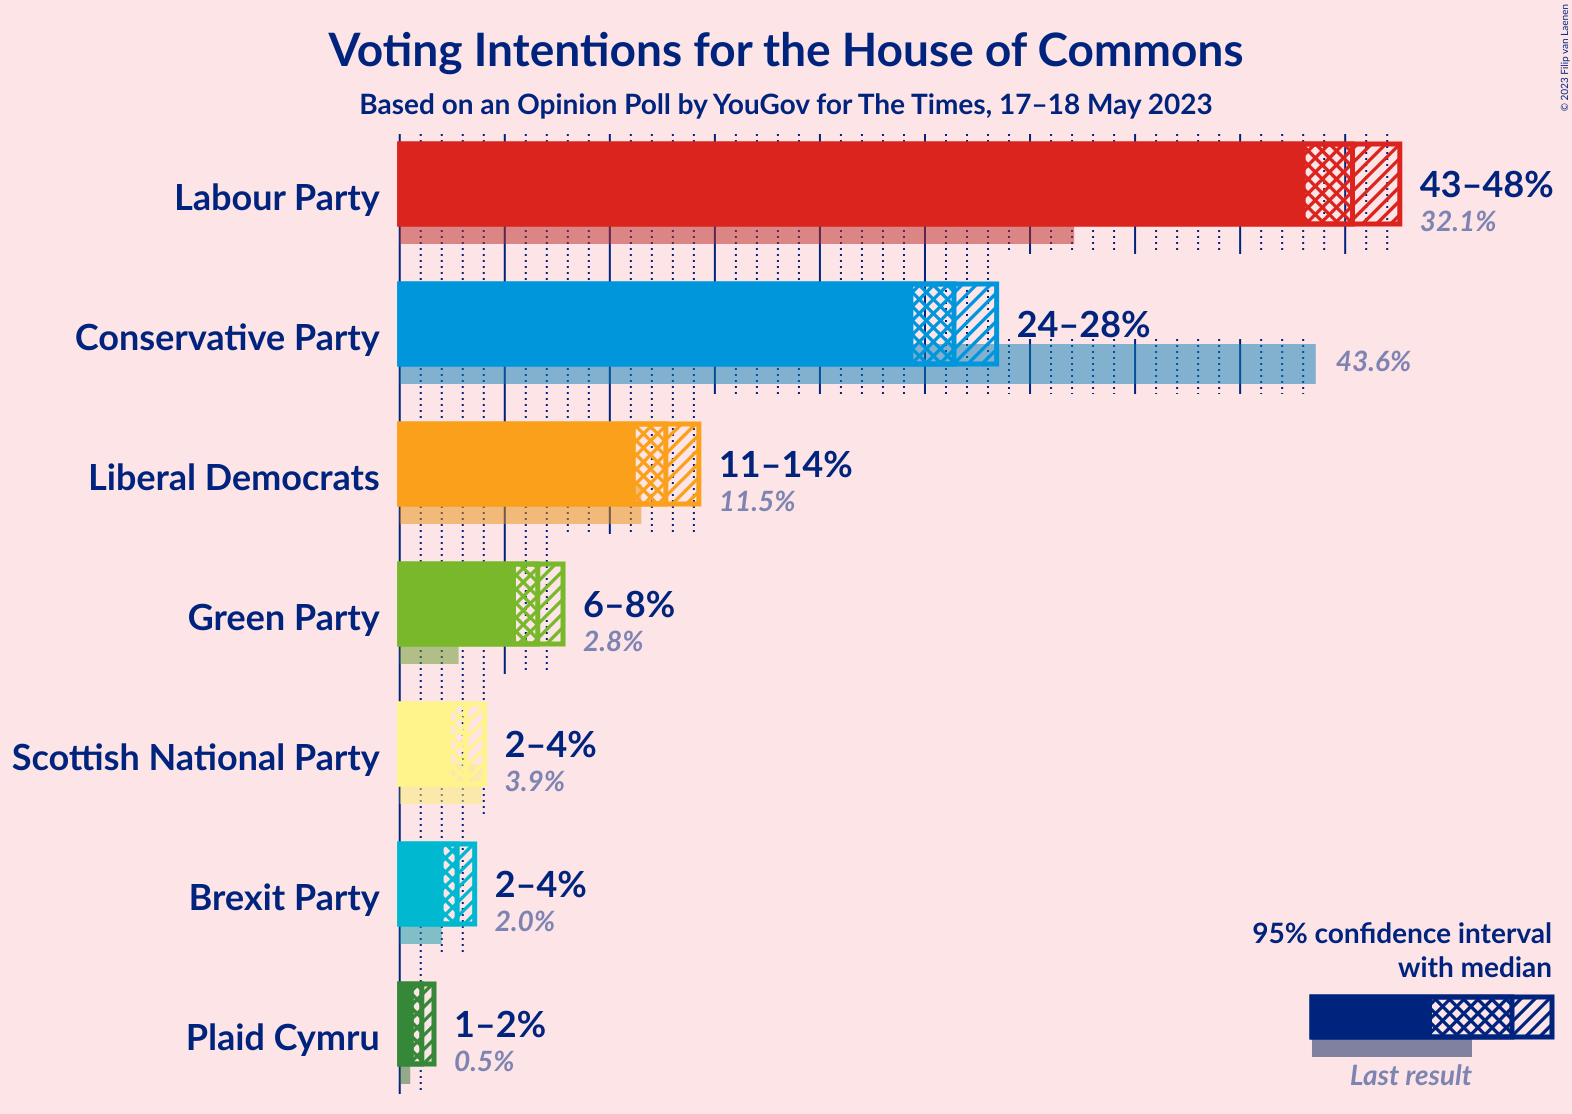 Voting Intentions for the House of Commons
Based on an Opinion Poll by YouGov for The Times, 17–18 May 2023
© 2023 Filip van Laenen
Labour Party
43–48%
32.1%
Conservative Party
24–28%
43.6%
Liberal Democrats
11–14%
11.5%
Green Party
6–8%
2.8%
Scottish National Party
2–4%
3.9%
Brexit Party
2–4%
2.0%
Plaid Cymru
1–2%
0.5%
95% confidence interval
with median
Last result